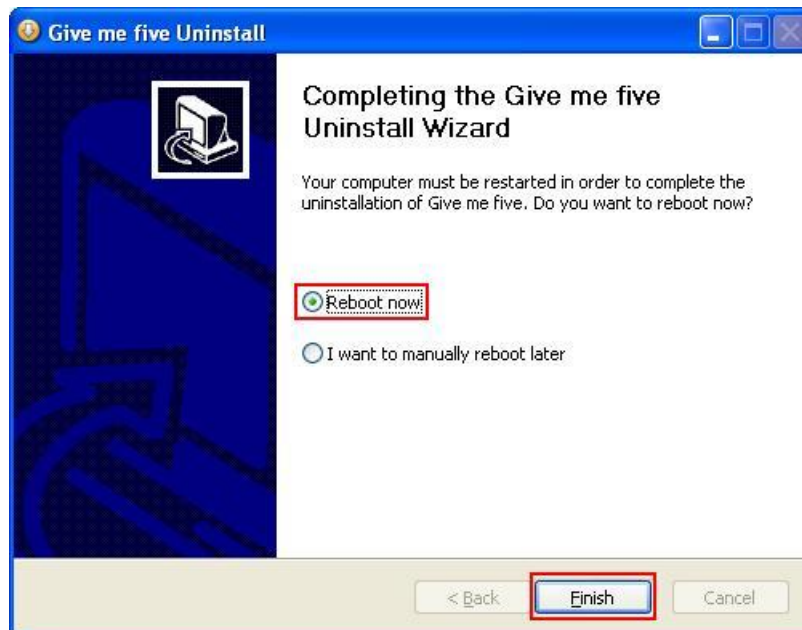 Give me five Uninstall
Completing the Give me five
Uninstall Wizard
Your computer must be restarted in order to complete the
uninstallation of Give me five. Do you want to reboot now?
Reboot now
I want to manually reboot later
< Back
Finish
Cancel